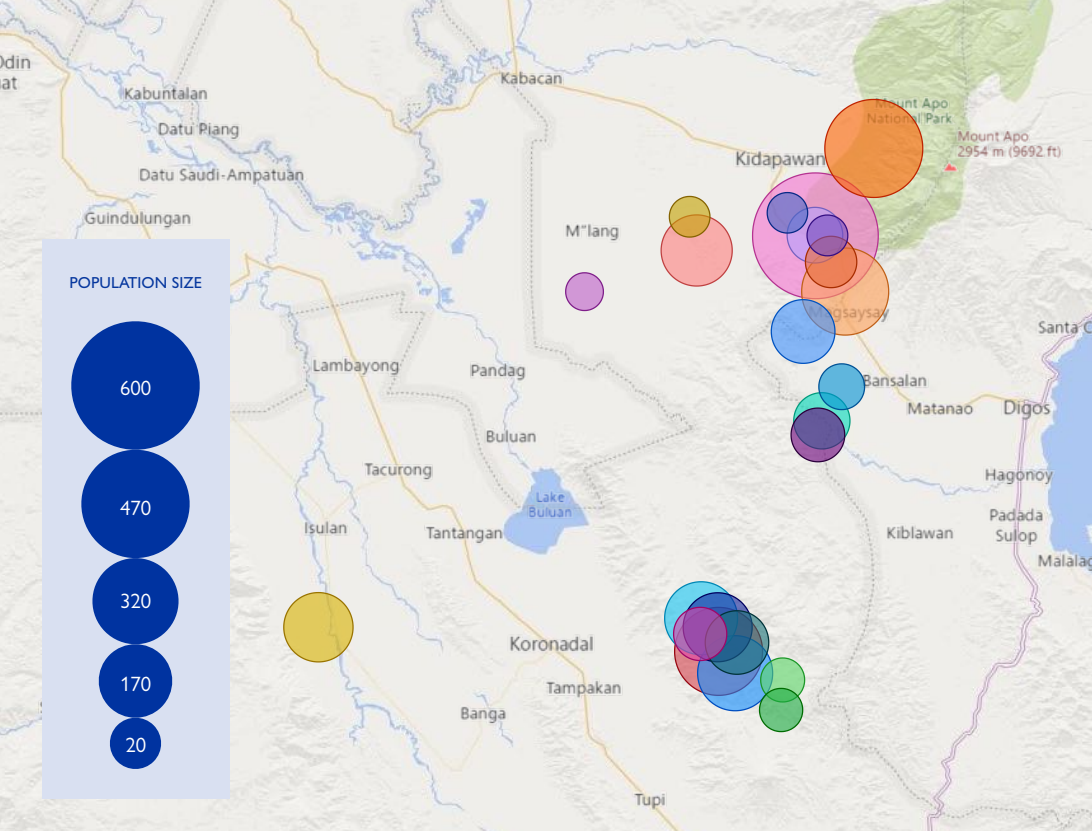 Odin
at
Kabuntalan
Kabacan
Datu Piang
Mount Apo
National Park
Mount Apo
2954 m (9692 ft)
Kidapawan
Datu Saudi-Ampatuan
Guindulungan
M"lang
POPULATION SIZE
600
470
320
170
20
Magsaysay
Santa C
Lambayong
Pandag
Bansalan
Matanao
Digos
Buluan
Tacurong
Hagonoy
Lake
Buluan
Padada
Isulan
Tantangan
Kiblawan
Sulop
Malalag
Koronadal
Tampakan
Banga
Tupi